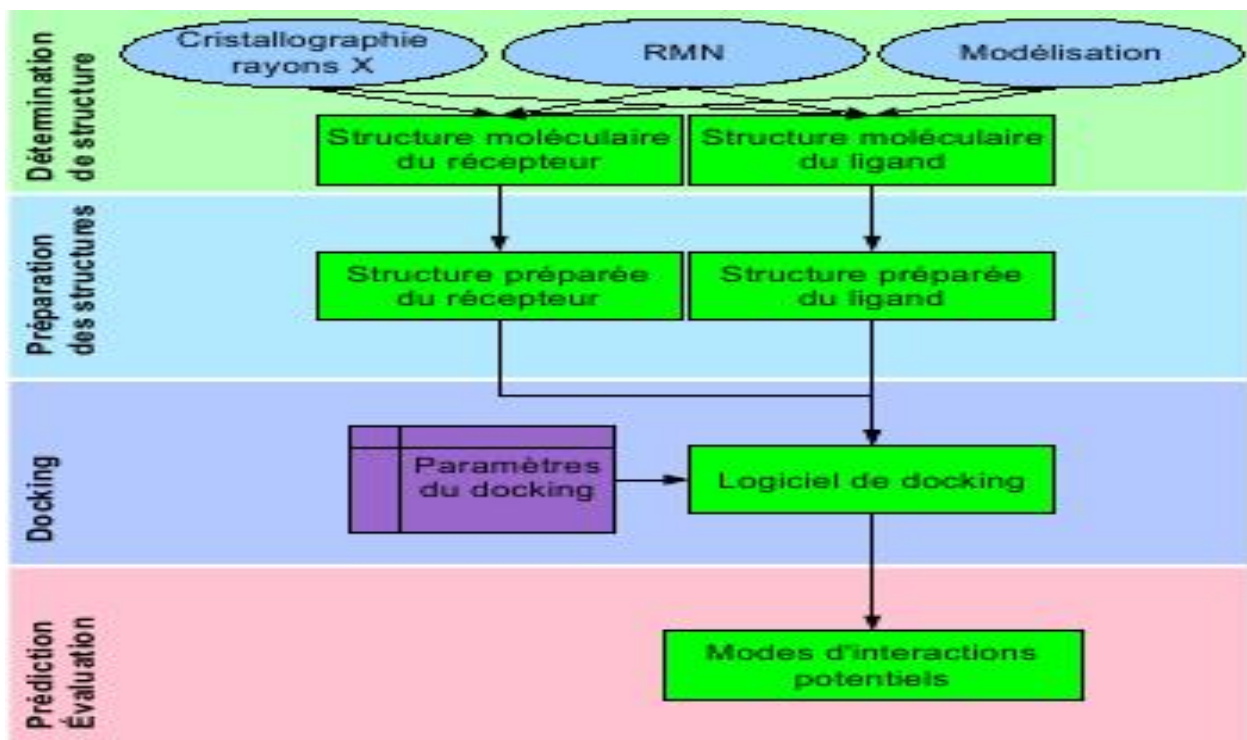 Cristallographie
rayons X
RMN
Modélisation
Détemination
de structure
Structure moléculaire
du récepteur
Structure moléculaire
du ligand
Préparation
des structures
Structure préparée
du récepteur
Structure préparée
du ligand
Docking
Paramètres
du docking
Logiciel de docking
Prédiction
Évaluation
Modes d'interactions
potentiels